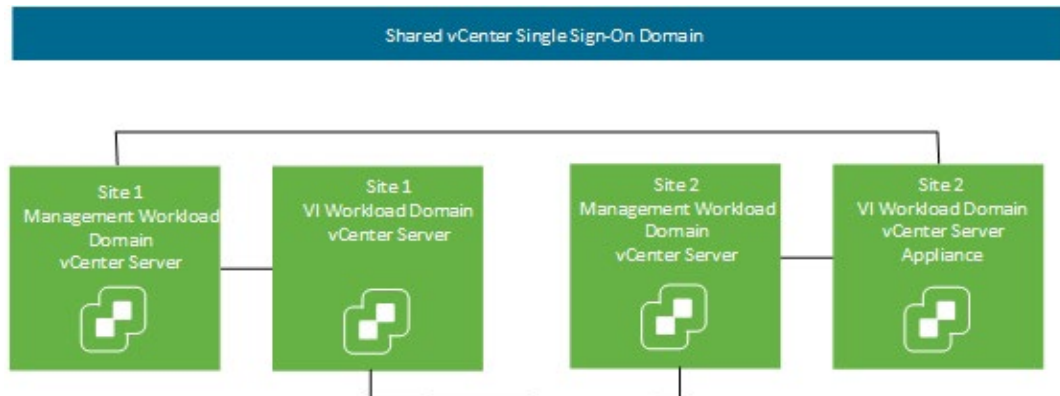 Shared vCenter Single Sign-On Domain
Site 1
Management Workload
Domain
vCenter Server
Site 1
VI Workload Domain
vCenter Server
Site 2
Management Workload
Domain
vCenter Server
Site 2
VI Workload Domain
vCenter Server
Appliance